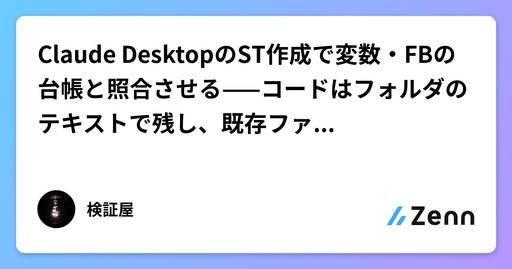 Claude DesktopのST作成で変数・FBの
台帳と照合させる——コードはフォルダの
テキストで残し、既存ファ...
検証屋
Zenn